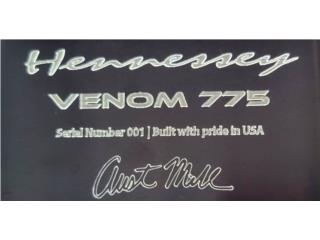 Hennessey
VENOM 775
Serial Number 001 | Built with pride in USA